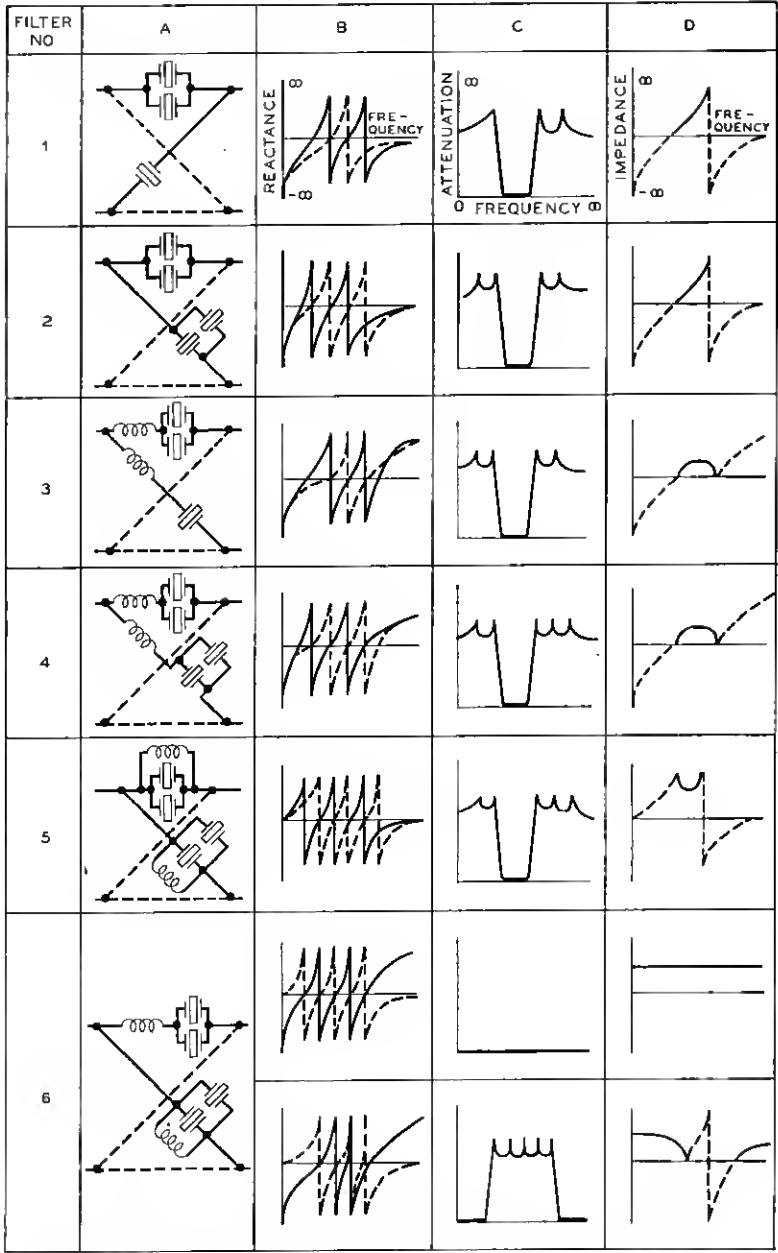 FILTER NO
A
B
C
D
1
REACTANCE
∞
-∞
FRE-
QUENCY
ATTENUATION
∞
0 FREQUENCY ∞
IMPEDANCE
∞
-∞
FRE-
QUENCY
2
3
4
5
6